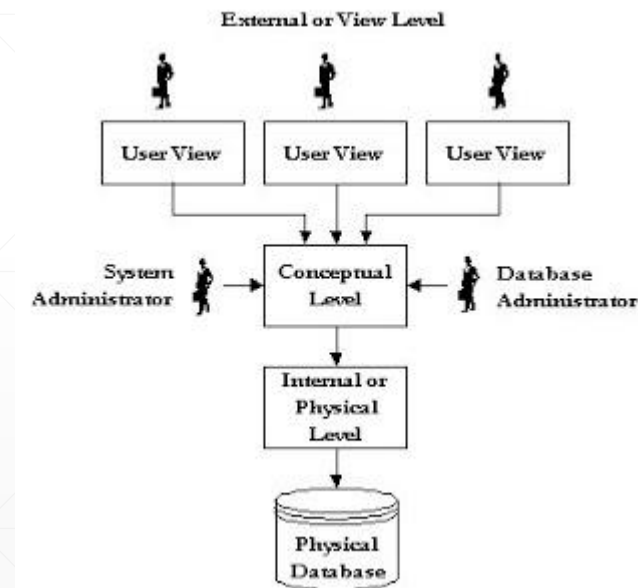 External or View Level
User View
User View
User View
System
Administrator
Conceptual
Level
Database
Administrator
Internal or
Physical
Level
Physical
Database